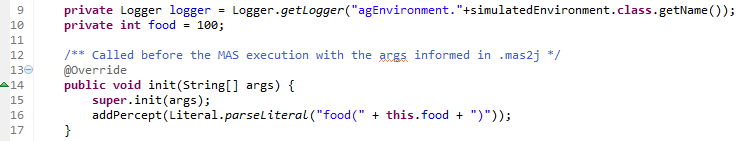 9 private Logger logger = Logger.getLogger("agEnvironment."+simulatedEnvironment.class.getName());
10 private int food = 100;
11
12 /** Called before the MAS execution with the args informed in .mas2j */
13 @Override
14 public void init(String[] args) {
15 super.init(args);
16 addPercept(Literal.parseLiteral("food(" + this.food + ")"));
17 }